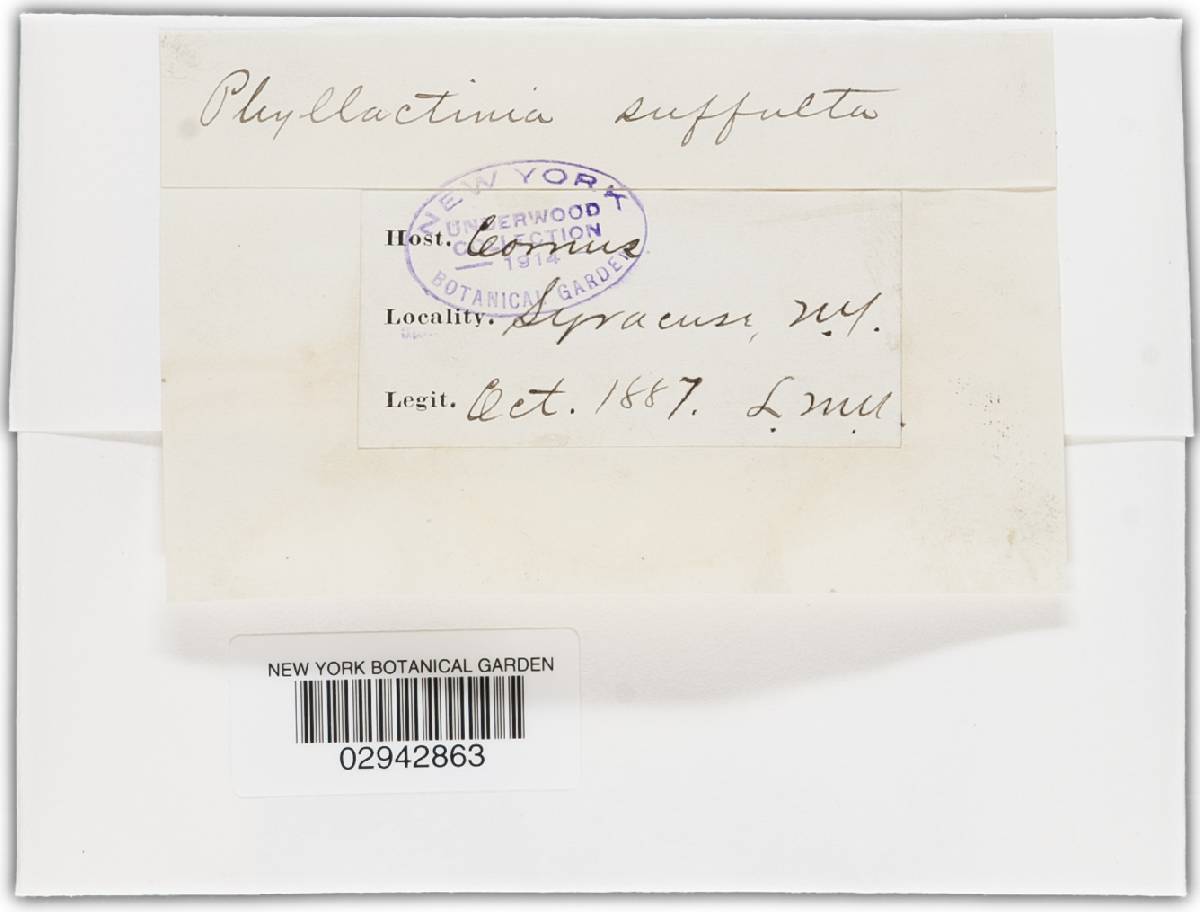 Phyllactinia suffulta
NEW YORK
UNDERWOOD
COLLECTION
1914
BOTANICAL GARDEN
Host. Cornus
Locality. Syracuse, N.Y.
Legit. Oct. 1887. L.M.U.
NEW YORK BOTANICAL GARDEN
02942863